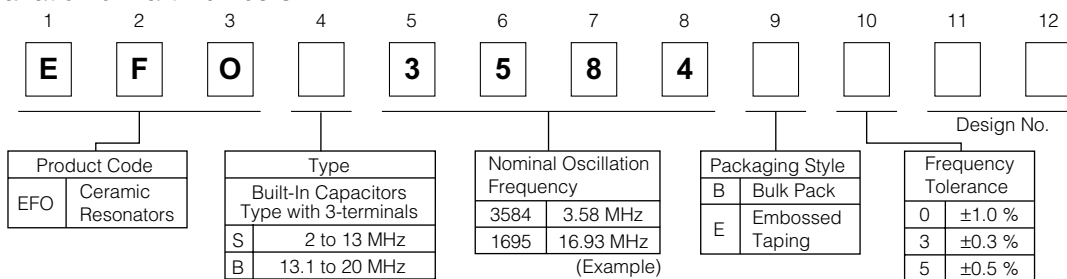 1 2 3 4 5 6 7 8 9 10 11 12
E F O 3 5 8 4
Design No.
Product Code
EFO Ceramic
Resonators
Type
Built-In Capacitors
Type with 3-terminals
S 2 to 13 MHz
B 13.1 to 20 MHz
Nominal Oscillation
Frequency
3584 3.58 MHz
1695 16.93 MHz
(Example)
Packaging Style
B Bulk Pack
E Embossed
Taping
Frequency
Tolerance
0 ±1.0 %
3 ±0.3 %
5 ±0.5 %